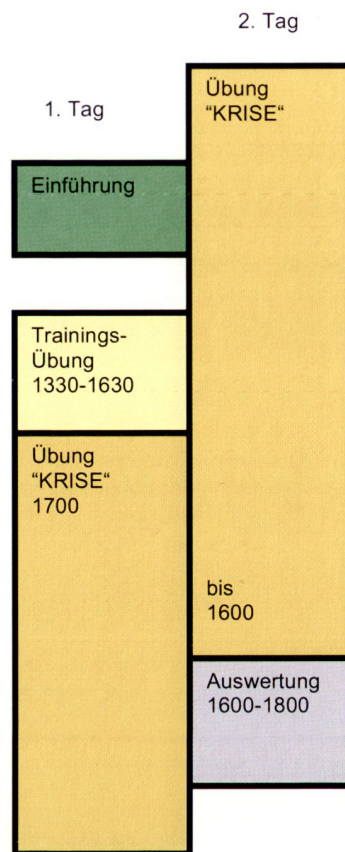 1. Tag
Einführung
Trainings-
Übung
1330-1630
Übung
"KRISE“
1700
2. Tag
Übung
"KRISE“
bis
1600
Auswertung
1600-1800